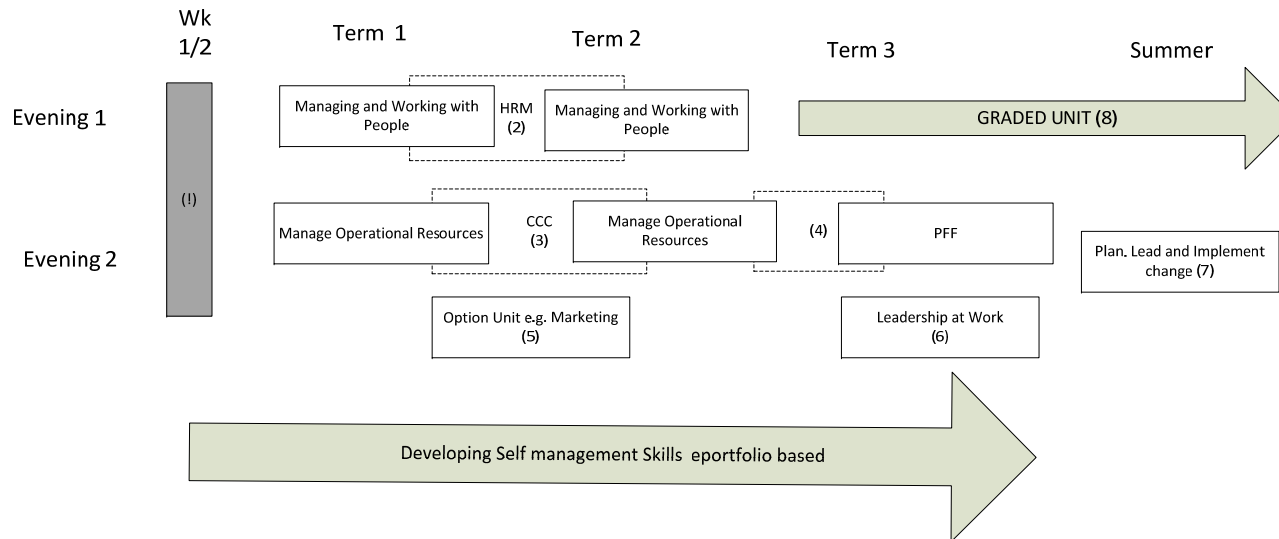 Wk
1/2
Term 1
Term 2
Term 3
Summer
Evening 1
Managing and Working with
People
HRM
(2)
Managing and Working with
People
GRADED UNIT (8)
(!)
Evening 2
Manage Operational Resources
CCC
(3)
Manage Operational
Resources
(4)
PFF
Plan. Lead and Implement
change (7)
Option Unit e.g. Marketing
(5)
Leadership at Work
(6)
Developing Self management Skills eportfolio based